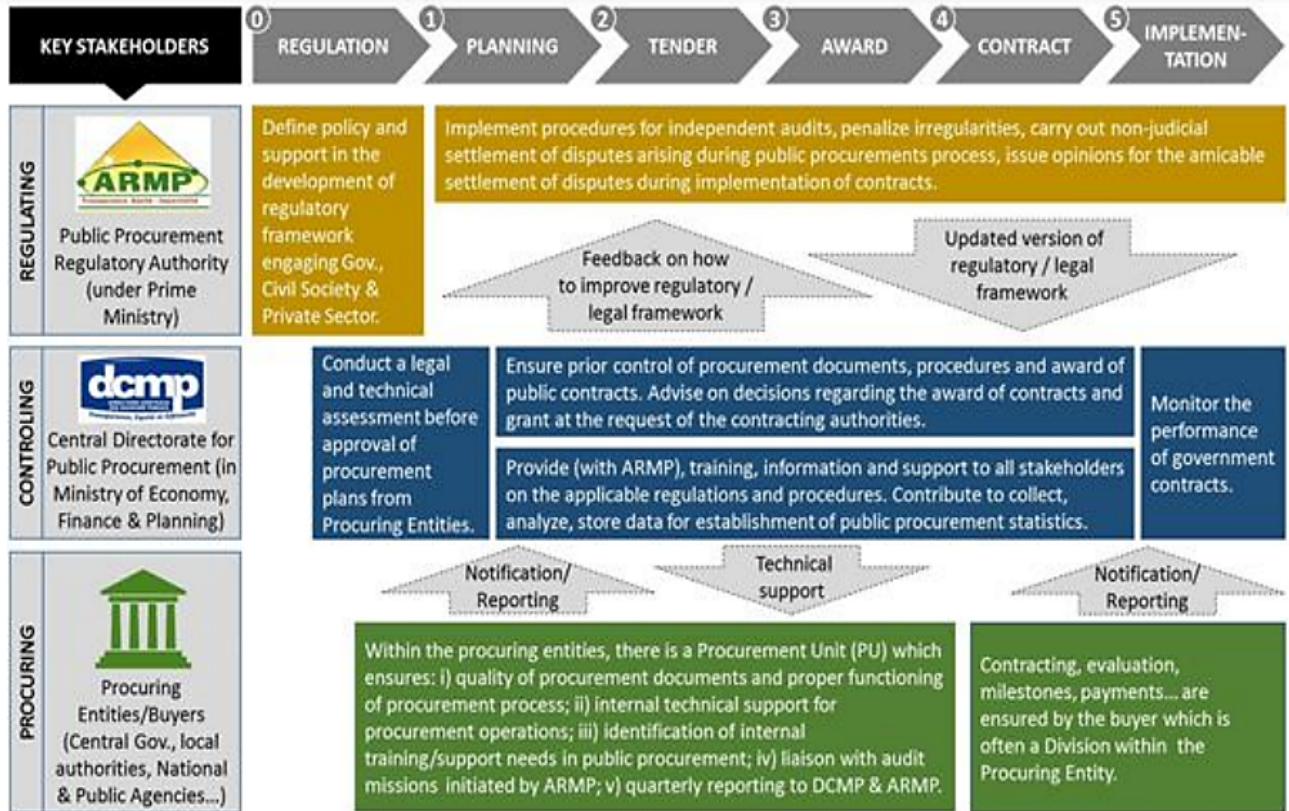 KEY STAKEHOLDERS
0
REGULATION
1
PLANNING
2
TENDER
3
AWARD
4
CONTRACT
5
IMPLEMEN-
TATION
REGULATING
ARMP
Public Procurement
Regulatory Authority
(under Prime
Ministry)
Define policy and
support in the
development of
regulatory
framework
engaging Gov.,
Civil Society &
Private Sector.
Implement procedures for independent audits, penalize irregularities, carry out non-judicial
settlement of disputes arising during public procurements process, issue opinions for the amicable
settlement of disputes during implementation of contracts.
Feedback on how
to improve regulatory /
legal framework
Updated version of
regulatory / legal
framework
CONTROLING
dcmp
Central Directorate for
Public Procurement (in
Ministry of Economy,
Finance & Planning)
Conduct a legal
and technical
assessment before
approval of
procurement
plans from
Procuring Entities.
Ensure prior control of procurement documents, procedures and award of
public contracts. Advise on decisions regarding the award of contracts and
grant at the request of the contracting authorities.
Provide (with ARMP), training, information and support to all stakeholders
on the applicable regulations and procedures. Contribute to collect,
analyze, store data for establishment of public procurement statistics.
Monitor the
performance
of government
contracts.
Notification/
Reporting
Technical
support
Notification/
Reporting
PROCURING
Procuring
Entities/Buyers
(Central Gov., local
authorities, National
& Public Agencies...)
Within the procuring entities, there is a Procurement Unit (PU) which
ensures: i) quality of procurement documents and proper functioning
of procurement process; ii) internal technical support for
procurement operations; iii) identification of internal
training/support needs in public procurement; iv) liaison with audit
missions initiated by ARMP; v) quarterly reporting to DCMP & ARMP.
Contracting, evaluation,
milestones, payments... are
ensured by the buyer which is
often a Division within the
Procuring Entity.